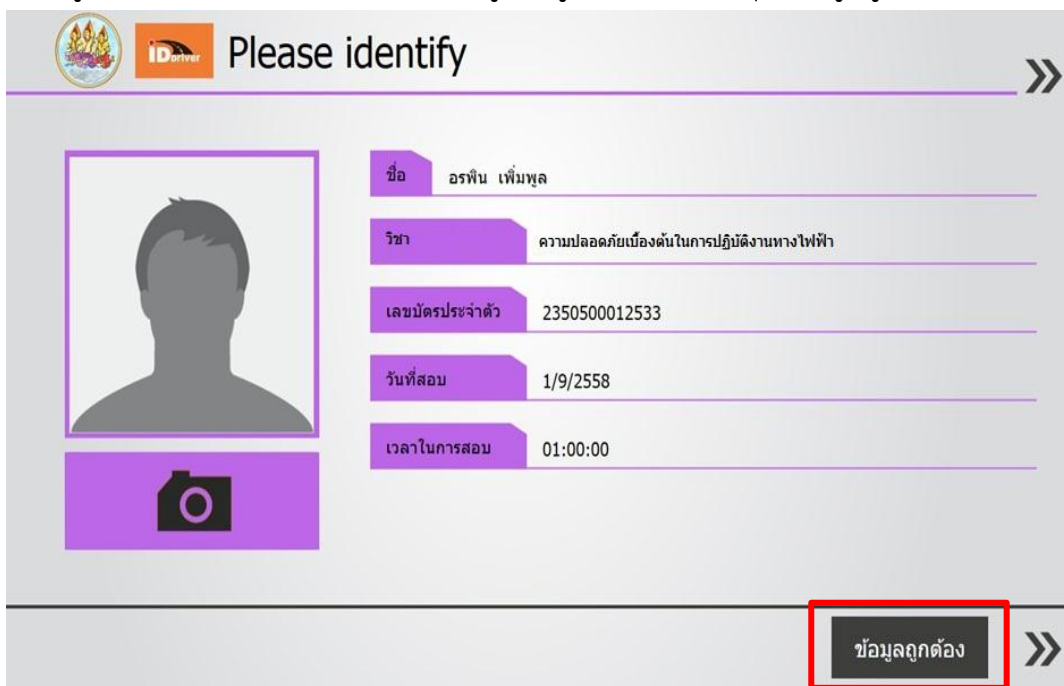 iDriver Please identify
ชื่อ อรพิน เพิ่มพูล
วิชา ความปลอดภัยเบื้องต้นในการปฏิบัติงานทางไฟฟ้า
เลขบัตรประจำตัว 2350500012533
วันที่สอบ 1/9/2558
เวลาในการสอบ 01:00:00
ข้อมูลถูกต้อง